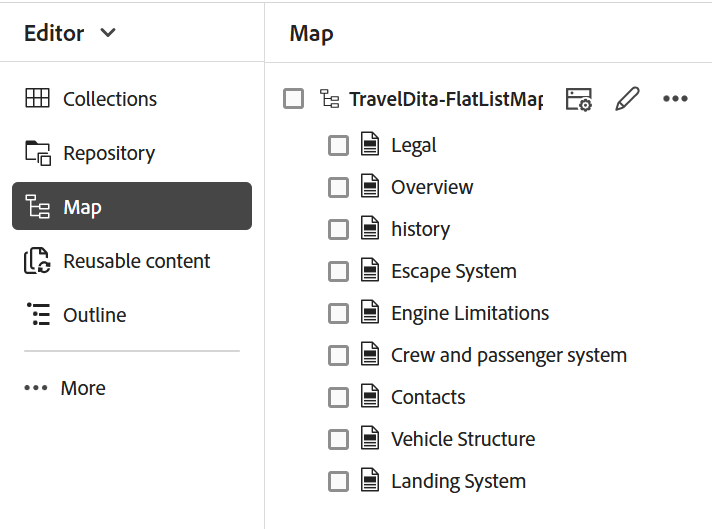 Editor
Map
Collections
Repository
Map
Reusable content
Outline
More
TravelDita-FlatListMap
Legal
Overview
history
Escape System
Engine Limitations
Crew and passenger system
Contacts
Vehicle Structure
Landing System